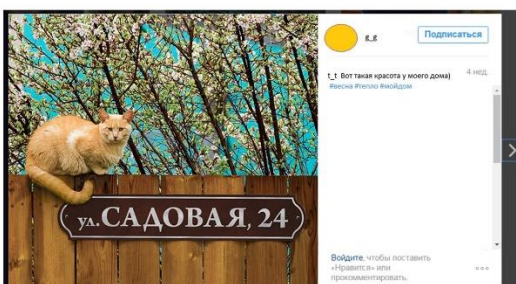 g_g
Подписаться
t_t Вот такая красота у моего дома)
4 нед.
#весна #тепло #мойдом
ул. САДОВАЯ, 24
Войдите, чтобы поставить
«Нравится» или
прокомментировать.